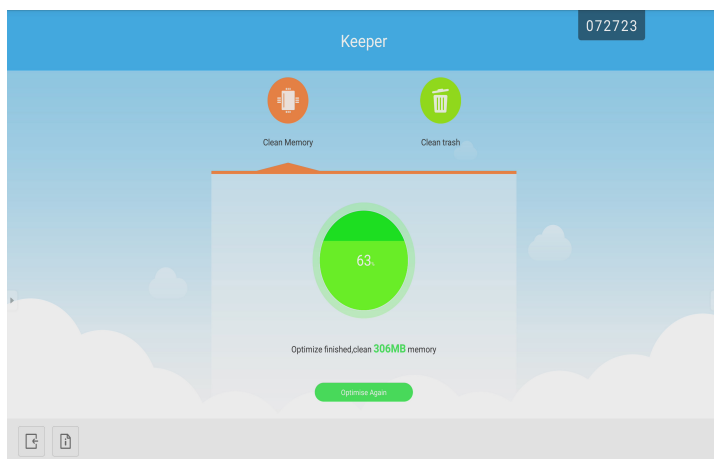 Keeper
072723
Clean Memory
Clean trash
63%
Optimize finished,clean 306MB memory
Optimise Again